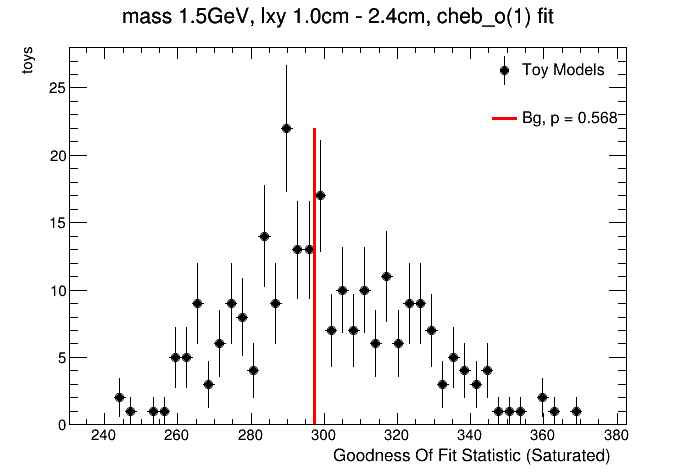 mass 1.5GeV, lxy 1.0cm - 2.4cm, cheb_o(1) fit
toys
Toy Models
Bg, p = 0.568
25
20
15
10
5
0
240 260 280 300 320 340 360 380
Goodness Of Fit Statistic (Saturated)